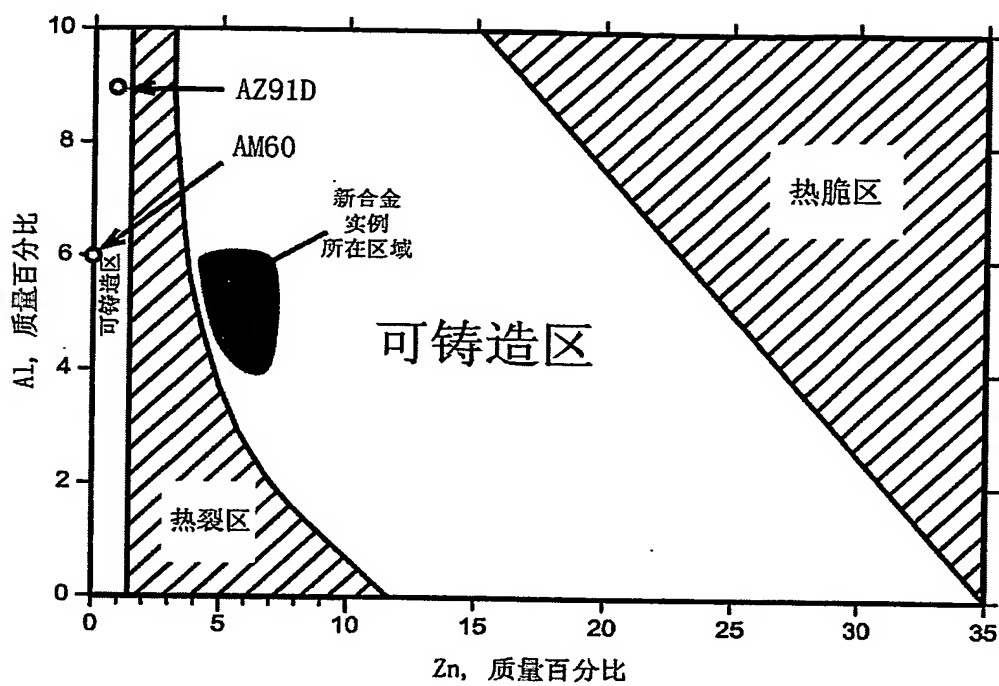 10
AZ91D
8
AM60
新合金
实例
所在区域
热脆区
6
可铸造区
可铸造区
4
2
热裂区
0
0
5
10
15
20
25
30
35
Al, 质量百分比
Zn, 质量百分比